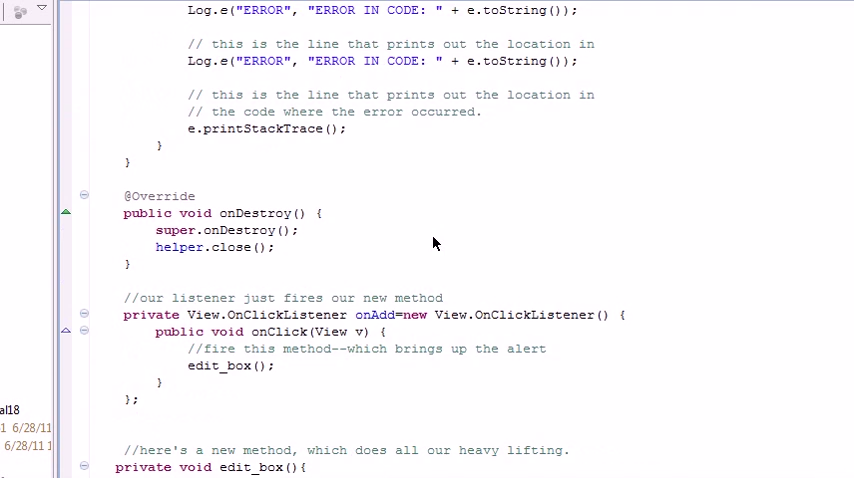 Log.e("ERROR", "ERROR IN CODE: " + e.toString());
// this is the line that prints out the location in
Log.e("ERROR", "ERROR IN CODE: " + e.toString());
// this is the line that prints out the location in
// the code where the error occurred.
e.printStackTrace();
}
}
@Override
public void onDestroy() {
super.onDestroy();
helper.close();
}
//our listener just fires our new method
private View.OnClickListener onAdd=new View.OnClickListener() {
public void onClick(View v) {
//fire this method--which brings up the alert
edit_box();
}
};
al18
1 6/28/11
6/28/11 1
//here's a new method, which does all our heavy lifting.
private void edit_box(){